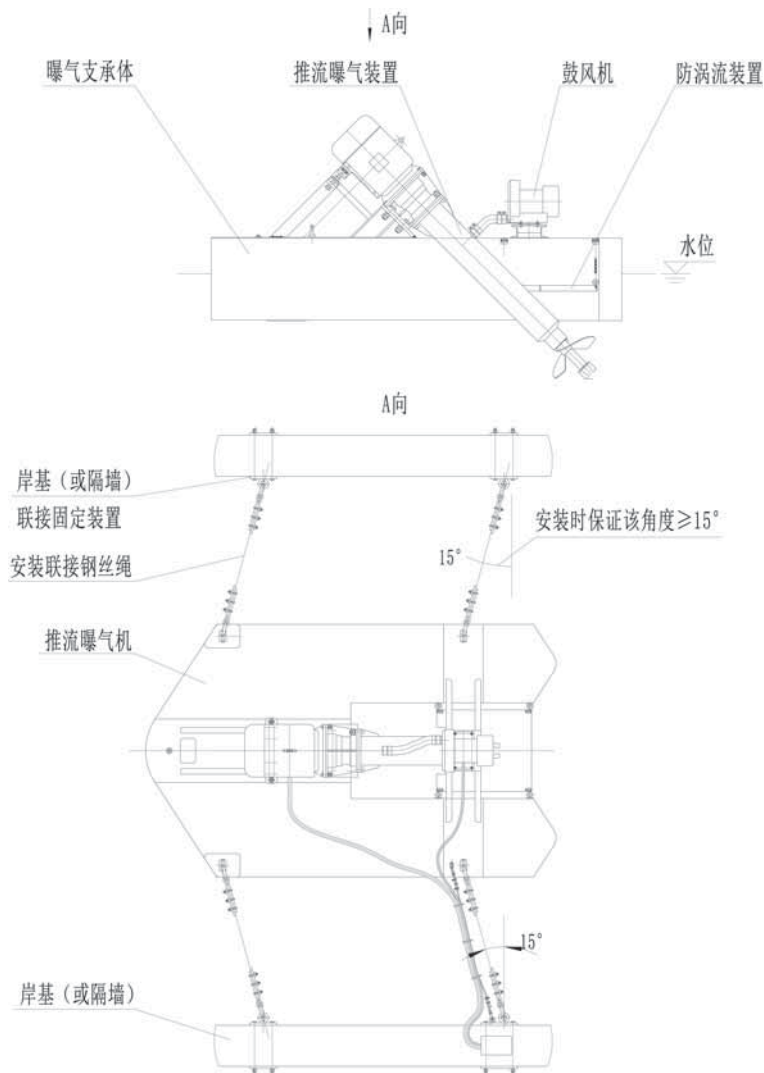 A向
曝气支承体
推流曝气装置
鼓风机
防涡流装置
水位
A向
岸基（或隔墙）
联接固定装置
安装时保证该角度≥15°
15°
安装联接钢丝绳
推流曝气机
15°
岸基（或隔墙）